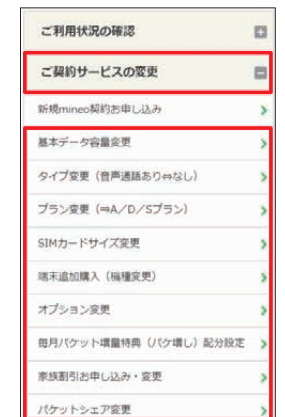 ご利用状況の確認
ご契約サービスの変更
新規mineo契約お申し込み
基本データ容量変更
タイプ変更（音声通話あり⇔なし）
プラン変更（⇔A/D/Sプラン）
SIMカードサイズ変更
端末追加購入（機種変更）
オプション変更
毎月パケット増量特典（パケ増し）配分設定
家族割引お申し込み・変更
パケットシェア変更